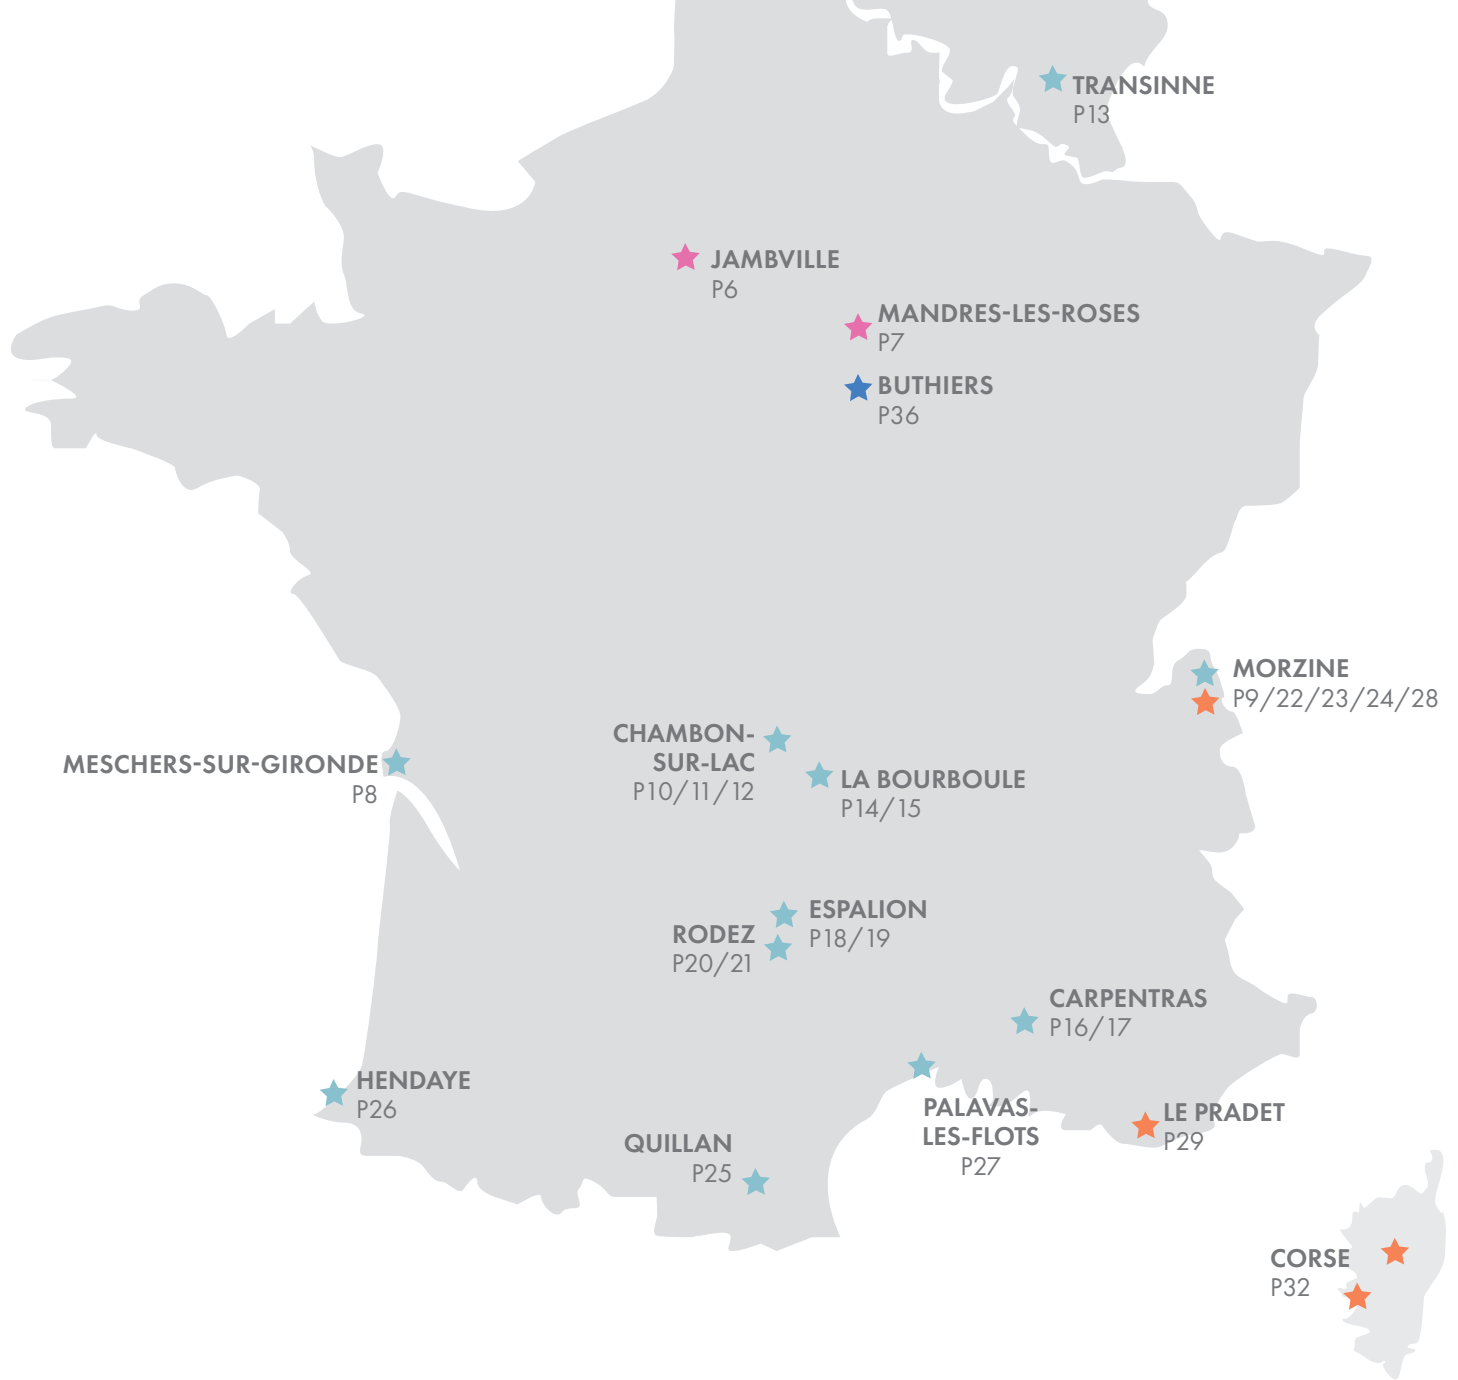 TRANSINNE
P13
JAMBVILLE
P6
MANDRES-LES-ROSES
P7
BUTHIERS
P36
MORZINE
P9/22/23/24/28
CHAMBON-
SUR-LAC
P10/11/12
MESCHERS-SUR-GIRONDE
P8
LA BOURBOULE
P14/15
ESPALION
P18/19
RODEZ
P20/21
CARPENTRAS
P16/17
HENDAYE
P26
PALAVAS-
LES-FLOTS
P27
LE PRADET
P29
QUILLAN
P25
CORSE
P32